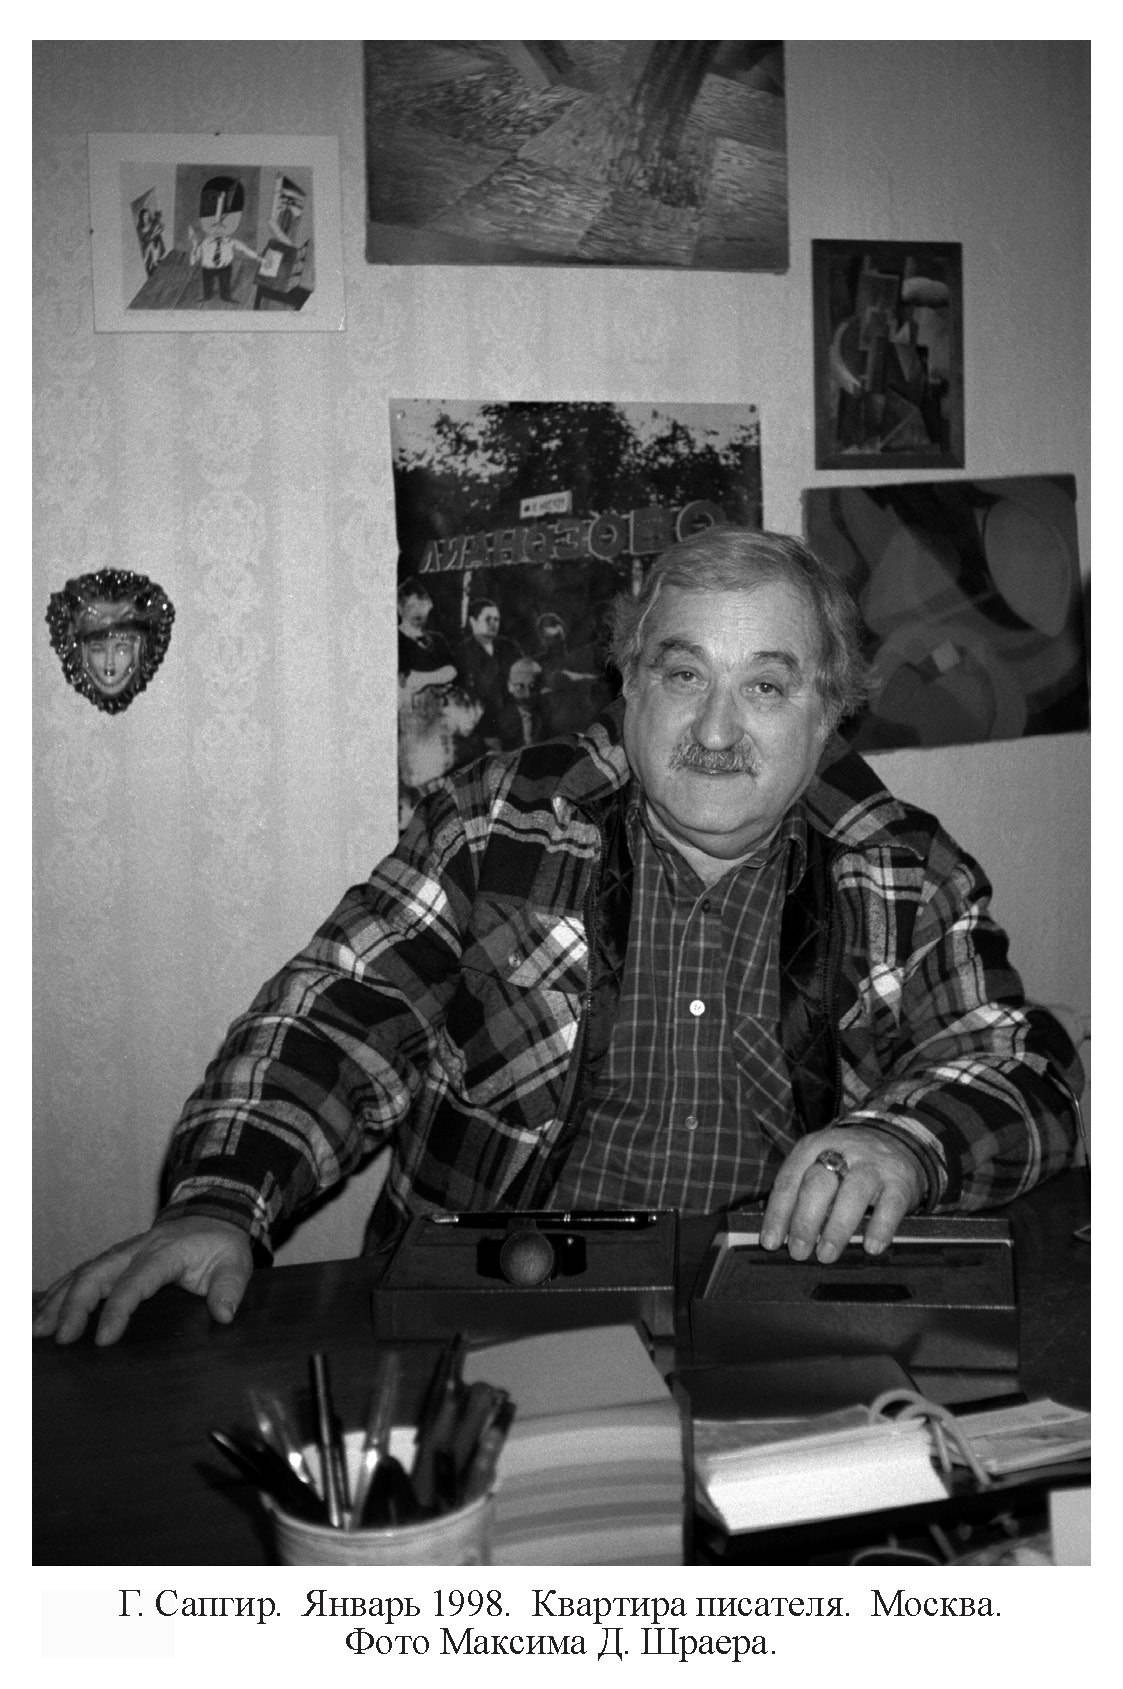 Г. Сапгир. Январь 1998. Квартира писателя. Москва.
Фото Максима Д. Шраера.